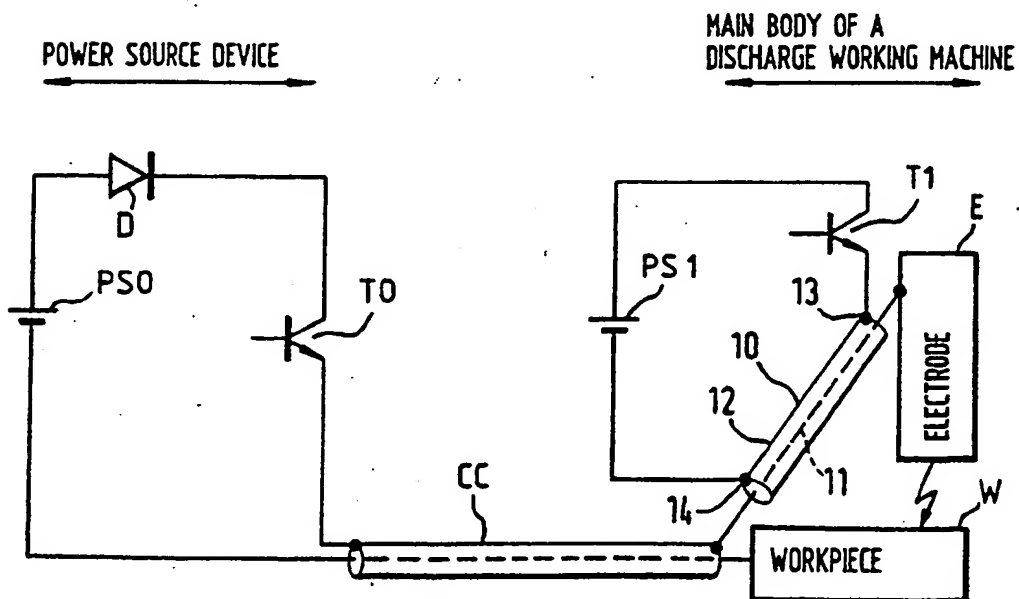 POWER SOURCE DEVICE
MAIN BODY OF A
DISCHARGE WORKING MACHINE
D
PS0
T0
PS1
T1
E
13
10
12
11
14
ELECTRODE
CC
W
WORKPIECE